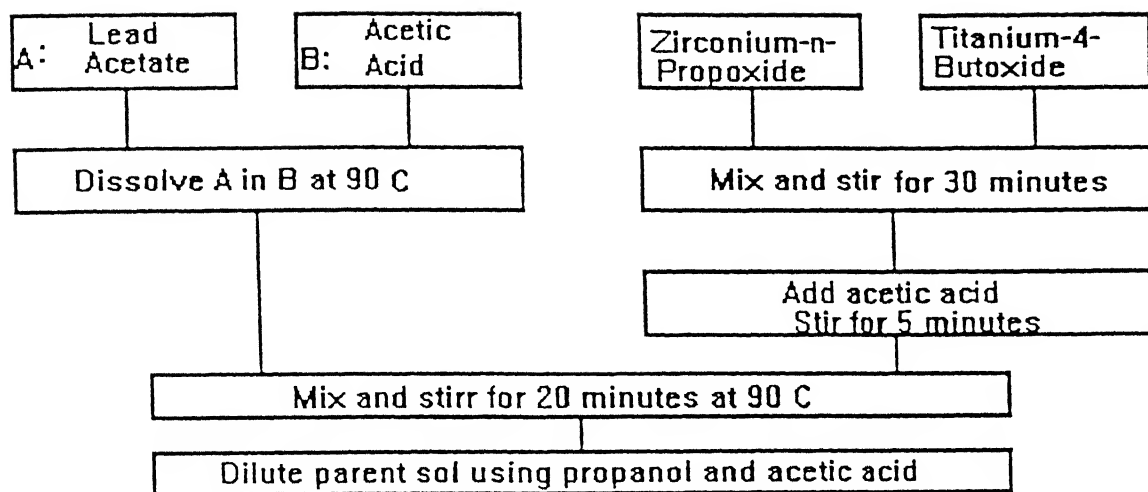 A: Lead
Acetate
B: Acetic
Acid
Zirconium-n-
Propoxide
Titanium-4-
Butoxide
Dissolve A in B at 90 C
Mix and stir for 30 minutes
Add acetic acid
Stir for 5 minutes
Mix and stirr for 20 minutes at 90 C
Dilute parent sol using propanol and acetic acid